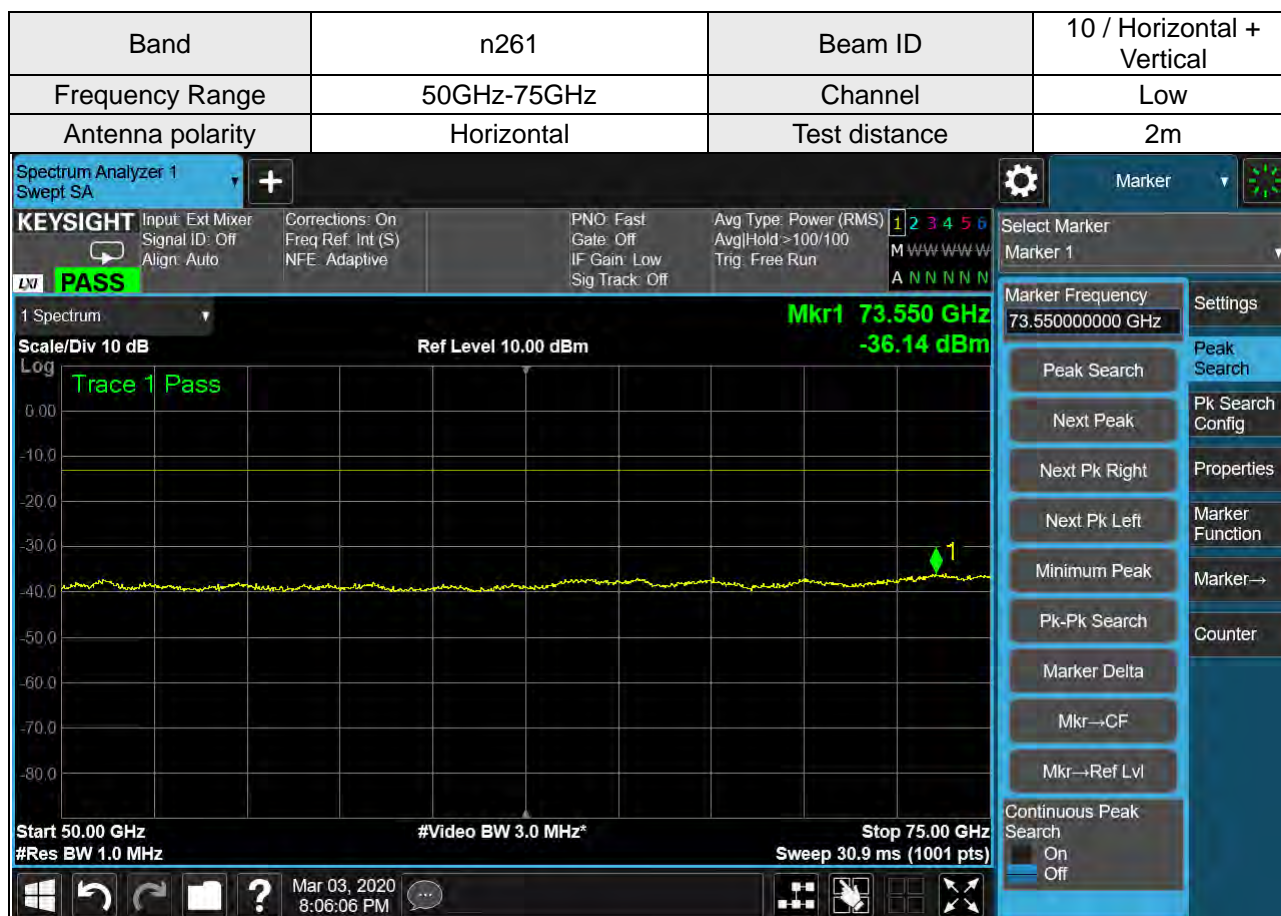 Band n261 Beam ID 10 / Horizontal + Vertical
Frequency Range 50GHz-75GHz Channel Low
Antenna polarity Horizontal Test distance 2m
Spectrum Analyzer 1
Swept SA
+
Marker
KEYSIGHT
LXI PASS
Input: Ext Mixer
Signal ID: Off
Align: Auto
Corrections: On
Freq Ref: Int (S)
NFE: Adaptive
PNO: Fast
Gate: Off
IF Gain: Low
Sig Track: Off
Avg Type: Power (RMS)
Avg|Hold:>100/100
Trig: Free Run
1 2 3 4 5 6
M W W W W W
A N N N N N
Select Marker
Marker 1
1 Spectrum
Mkr1 73.550 GHz
-36.14 dBm
Scale/Div 10 dB
Ref Level 10.00 dBm
Log
Trace 1 Pass
0.00
-10.0
-20.0
-30.0
-40.0
-50.0
-60.0
-70.0
-80.0
1
Start 50.00 GHz
#Video BW 3.0 MHz*
Stop 75.00 GHz
#Res BW 1.0 MHz
Sweep 30.9 ms (1001 pts)
Marker Frequency
73.550000000 GHz
Peak Search
Next Peak
Next Pk Right
Next Pk Left
Minimum Peak
Pk-Pk Search
Marker Delta
Mkr→CF
Mkr→Ref Lvl
Continuous Peak
Search
On
Off
Settings
Peak
Search
Pk Search
Config
Properties
Marker
Function
Marker→
Counter
?
Mar 03, 2020
8:06:06 PM